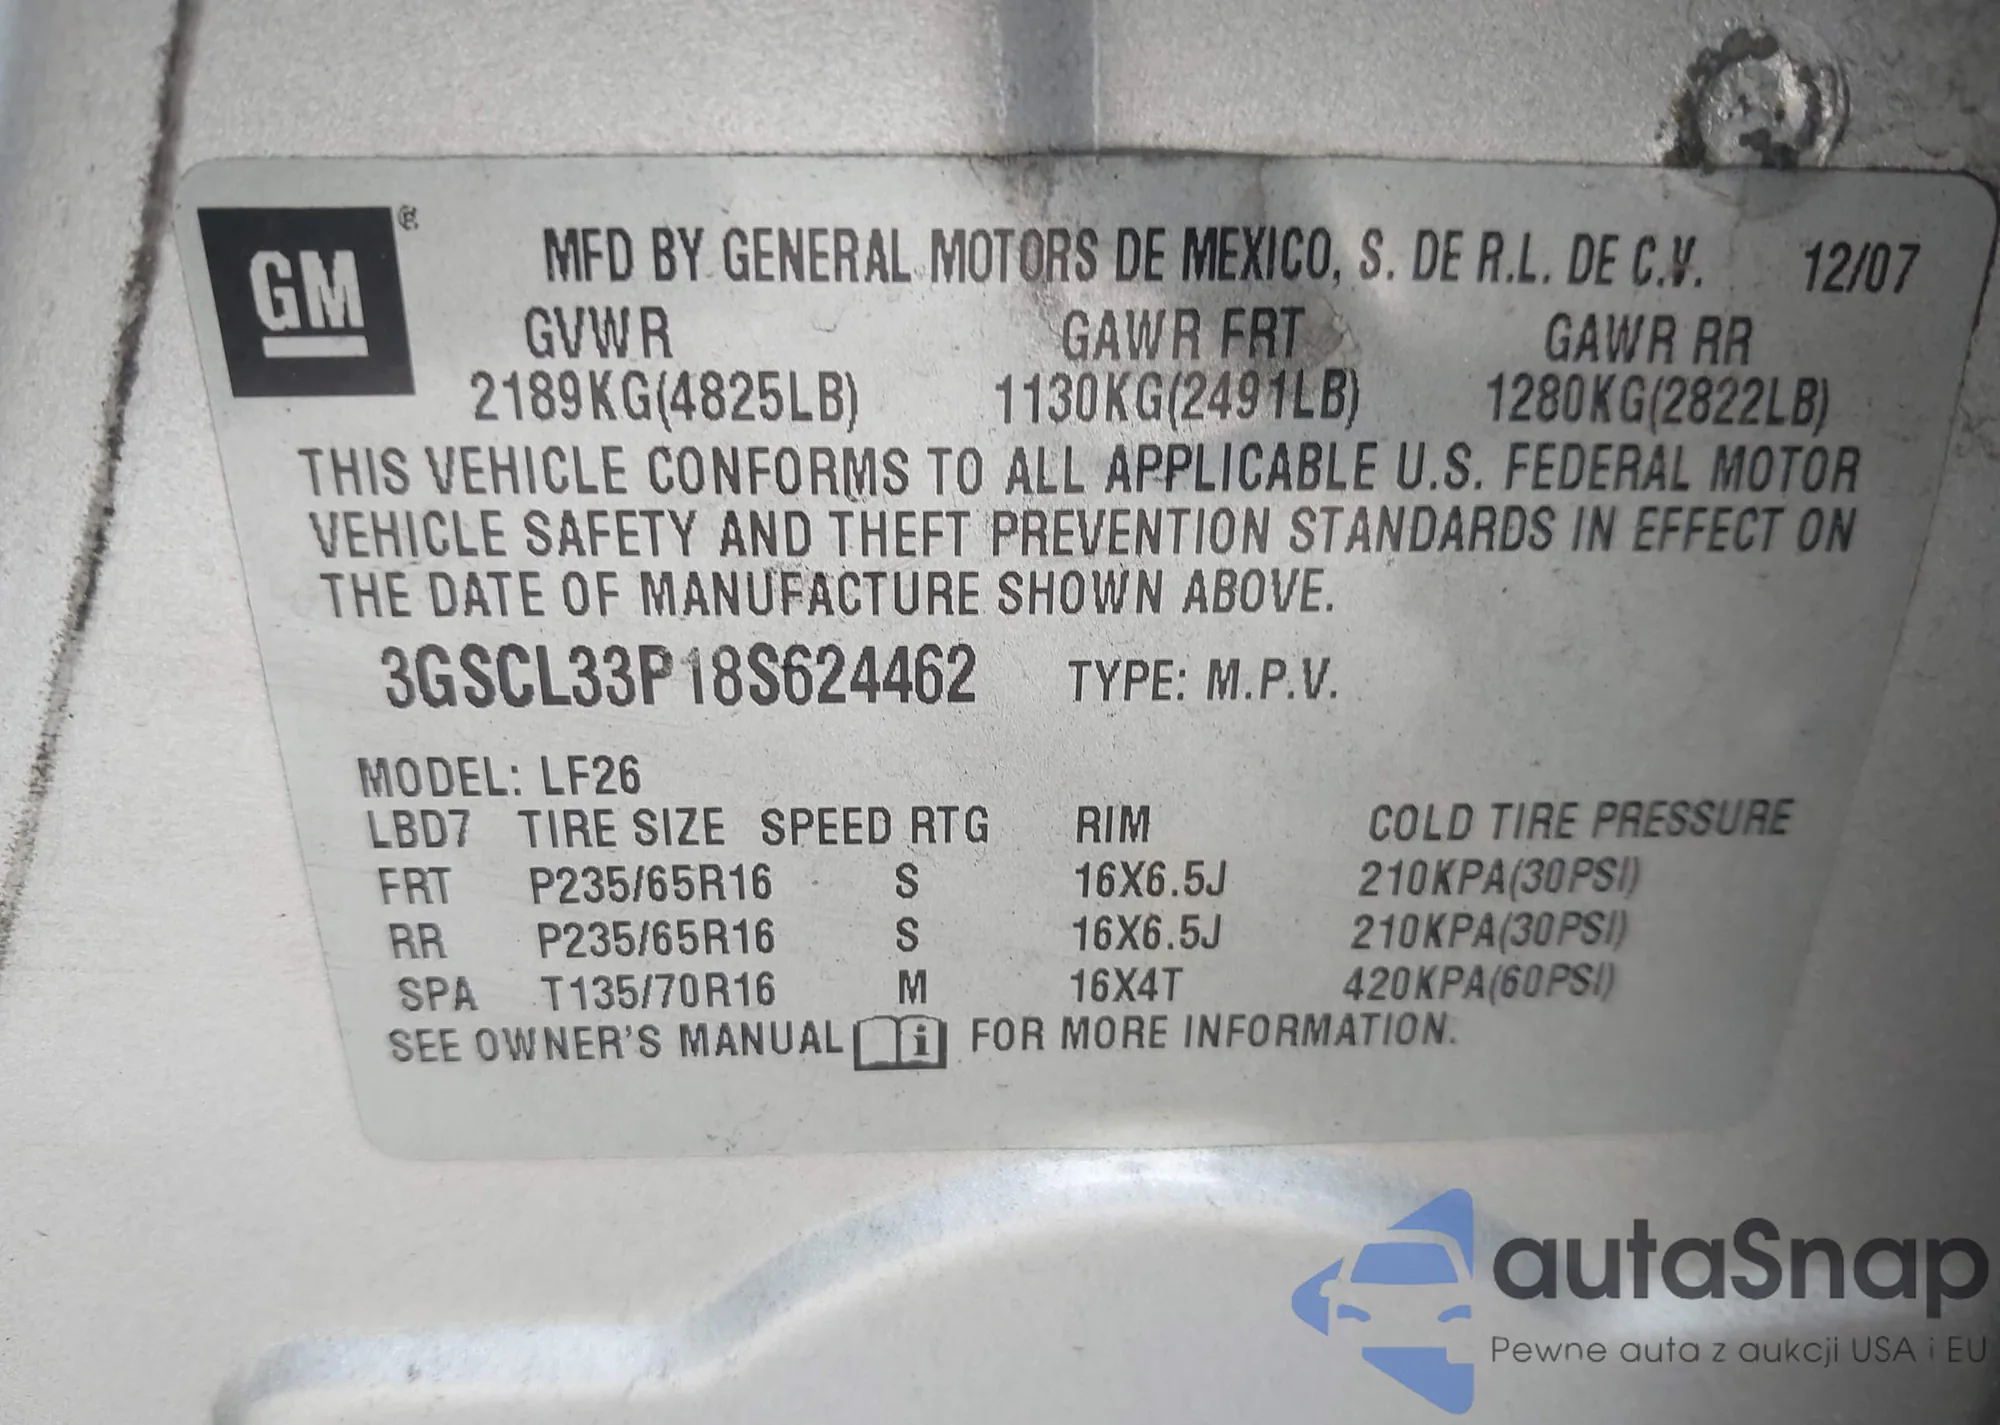 GM ®
MFD BY GENERAL MOTORS DE MEXICO, S. DE R.L. DE C.V. 12/07
GVWR GAWR FRT GAWR RR
2189KG(4825LB) 1130KG(2491LB) 1280KG(2822LB)
THIS VEHICLE CONFORMS TO ALL APPLICABLE U.S. FEDERAL MOTOR
VEHICLE SAFETY AND THEFT PREVENTION STANDARDS IN EFFECT ON
THE DATE OF MANUFACTURE SHOWN ABOVE.
3GSCL33P18S624462 TYPE: M.P.V.
MODEL: LF26
LBD7 TIRE SIZE SPEED RTG RIM COLD TIRE PRESSURE
FRT P235/65R16 S 16X6.5J 210KPA(30PSI)
RR P235/65R16 S 16X6.5J 210KPA(30PSI)
SPA T135/70R16 M 16X4T 420KPA(60PSI)
SEE OWNER'S MANUAL i FOR MORE INFORMATION.
autaSnap
Pewne auta z aukcji USA i EU